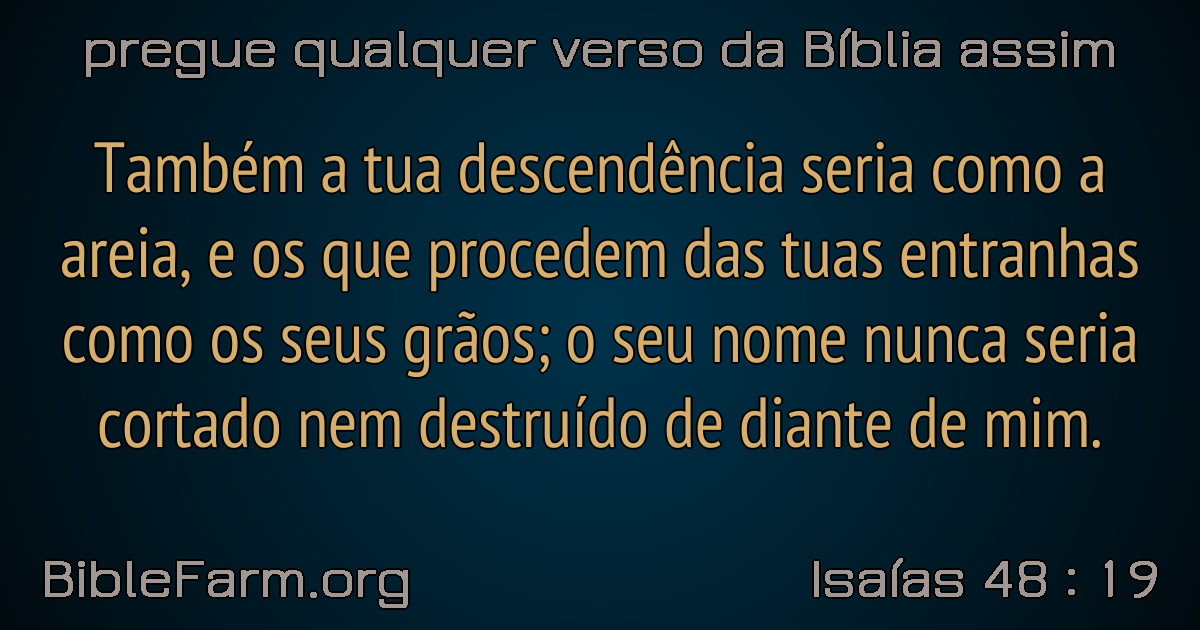 pregue qualquer verso da Bíblia assim
Também a tua descendência seria como a
areia, e os que procedem das tuas entranhas
como os seus grãos; o seu nome nunca seria
cortado nem destruído de diante de mim.
BibleFarm.org
Isaías 48 : 19